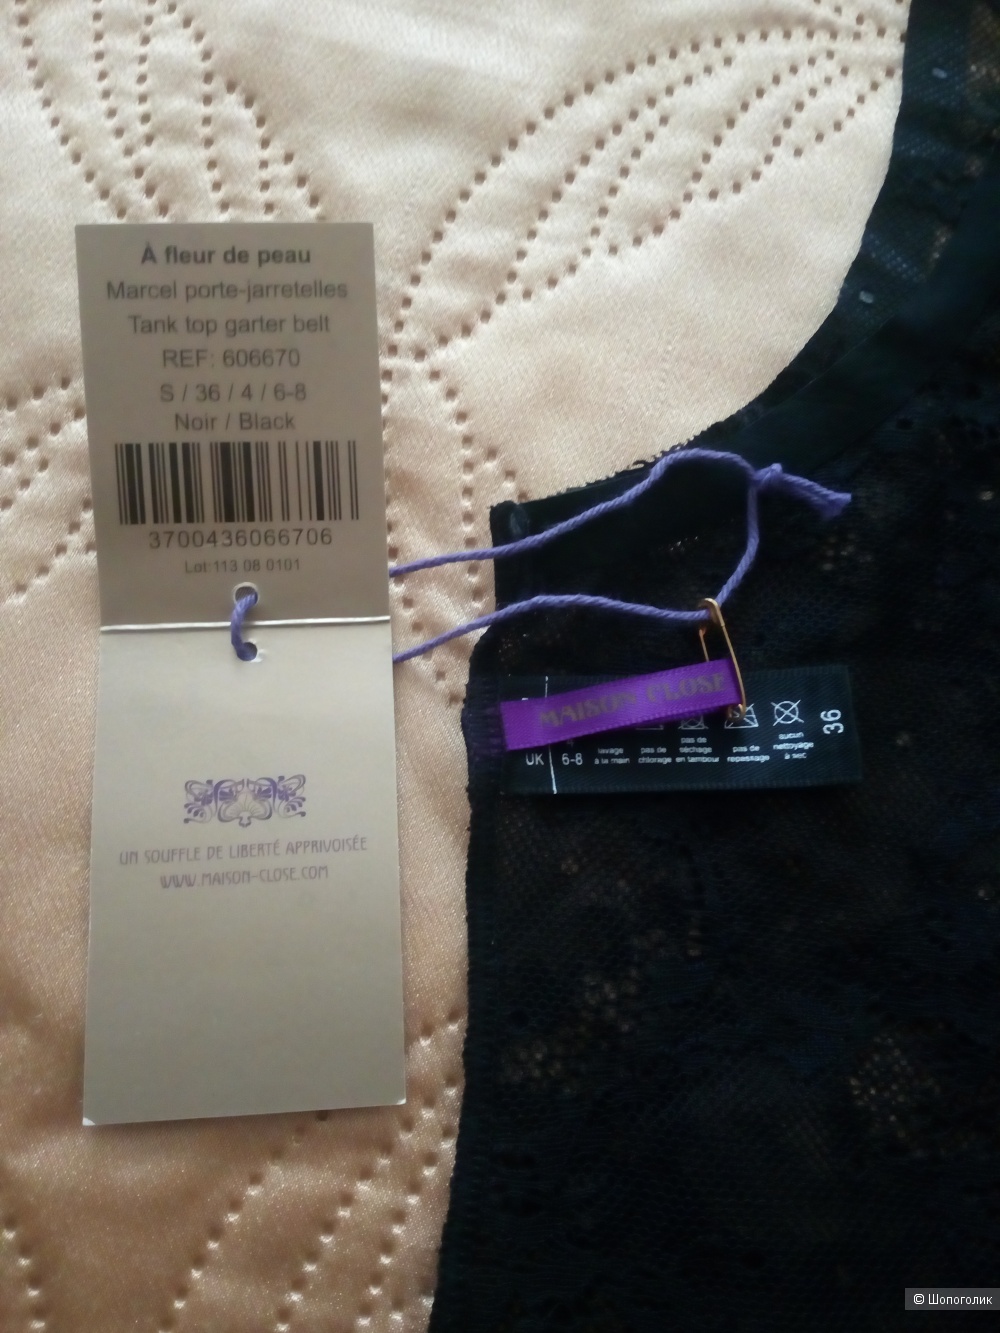 À fleur de peau
Marcel porte-jarretelles
Tank top garter belt
REF: 606670
S / 36 / 4 / 6-8
Noir / Black
3700436066706
Lot:113 08 0101
UN SOUFFLE DE LIBERTÉ APPRIVOISÉE
WWW.MAISON-CLOSE.COM
MAISON CLOSE
UK
6-8
lavage
à la main
pas de
chlorage
pas de
séchage
en tambour
pas de
repassage
aucun
nettoyage
à sec
36
© Шопоголик